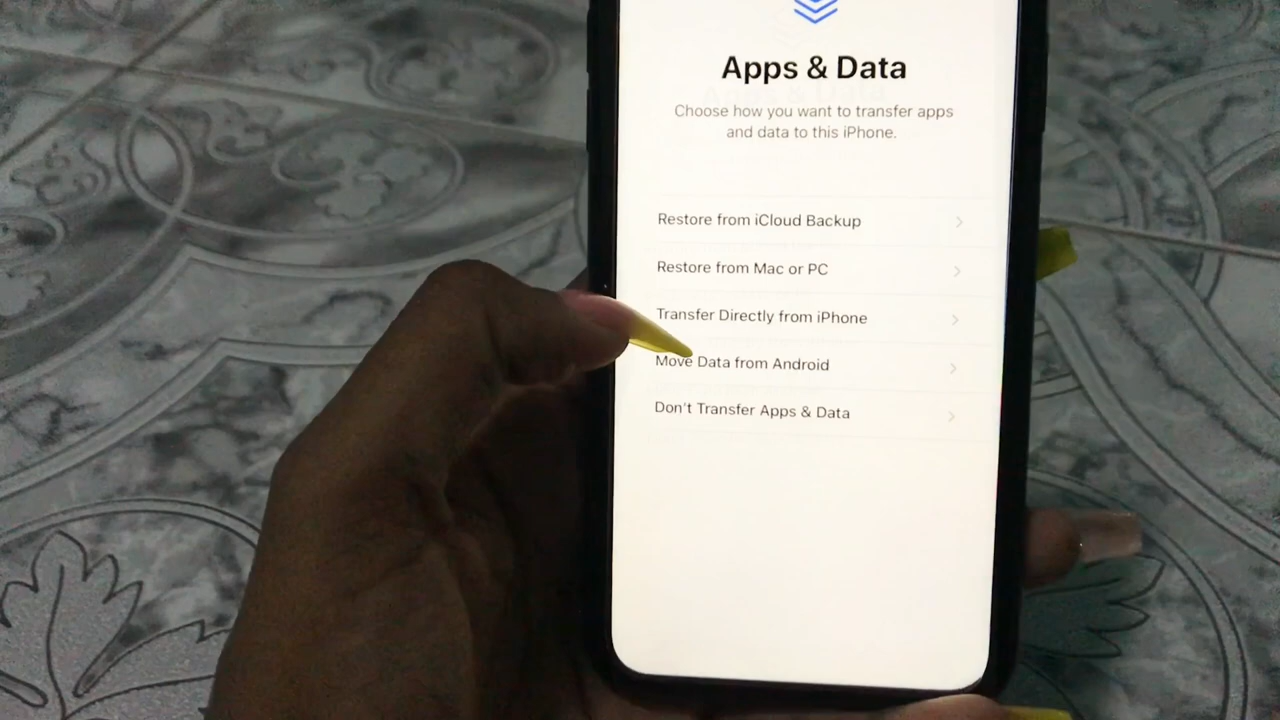 Apps & Data
Choose how you want to transfer apps
and data to this iPhone.
Restore from iCloud Backup
Restore from Mac or PC
Transfer Directly from iPhone
Move Data from Android
Don't Transfer Apps & Data